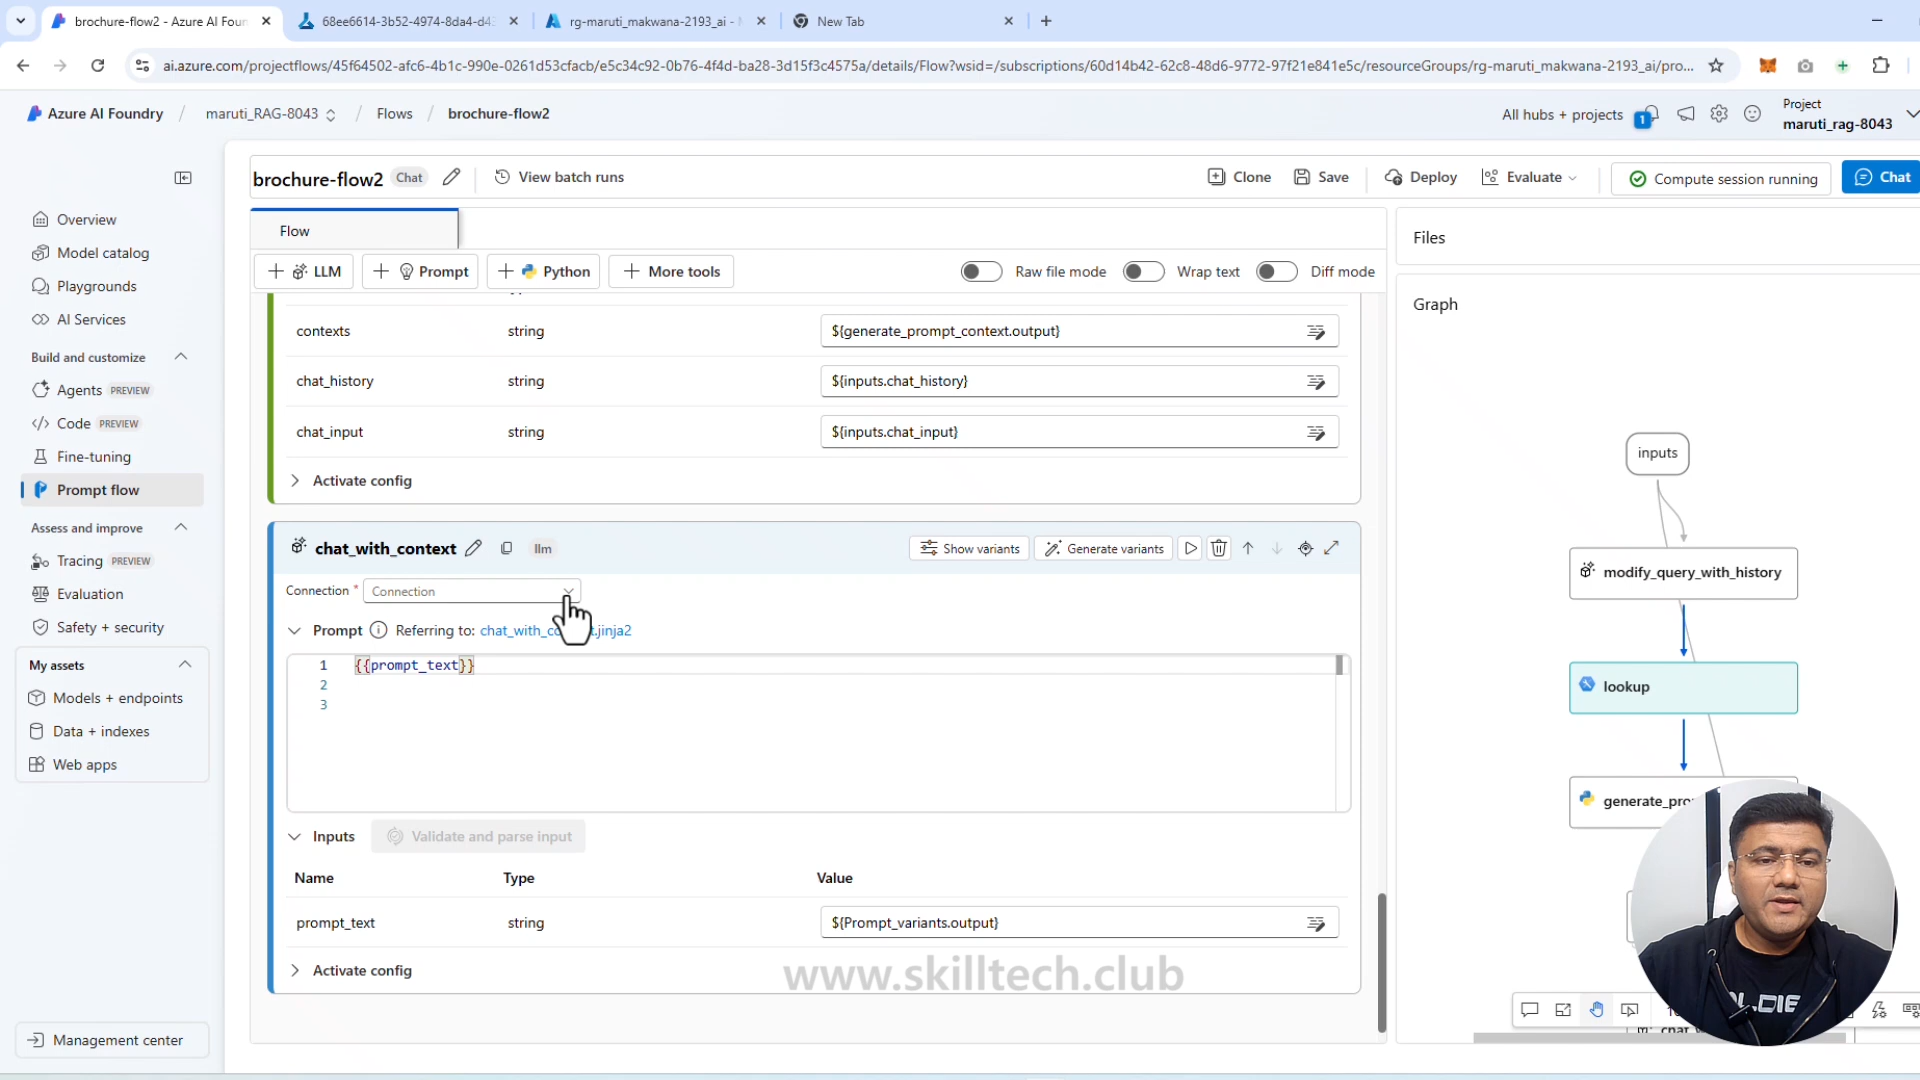 brochure-flow2 - Azure AI Foun
68ee6614-3b52-4974-8da4-d4
rg-maruti_makwana-2193_ai -
New Tab
ai.azure.com/projectflows/45f64502-afc6-4b1c-990e-0261d53cfacb/e5c34c92-0b76-4f4d-ba28-3d15f3c4575a/details/Flow?wsid=/subscriptions/60d14b42-62c8-48d6-9772-97f21e841e5c/resourceGroups/rg-maruti_makwana-2193_ai/pro...
Azure AI Foundry / maruti_RAG-8043 / Flows / brochure-flow2
All hubs + projects
1
Project
maruti_rag-8043
brochure-flow2 Chat
View batch runs
Clone
Save
Deploy
Evaluate
Compute session running
Chat
Overview
Model catalog
Playgrounds
AI Services
Build and customize
Agents PREVIEW
Code PREVIEW
Fine-tuning
Prompt flow
Assess and improve
Tracing PREVIEW
Evaluation
Safety + security
My assets
Models + endpoints
Data + indexes
Web apps
Management center
Flow
+ LLM
+ Prompt
+ Python
+ More tools
Raw file mode
Wrap text
Diff mode
contexts string ${generate_prompt_context.output}
chat_history string ${inputs.chat_history}
chat_input string ${inputs.chat_input}
Activate config
chat_with_context llm
Show variants
Generate variants
Connection * Connection
Prompt Referring to: chat_with_co .jinja2
1 {{prompt_text}}
2
3
Inputs Validate and parse input
Name Type Value
prompt_text string ${Prompt_variants.output}
Activate config
www.skilltech.club
Files
Graph
inputs
modify_query_with_history
lookup
generate_pro